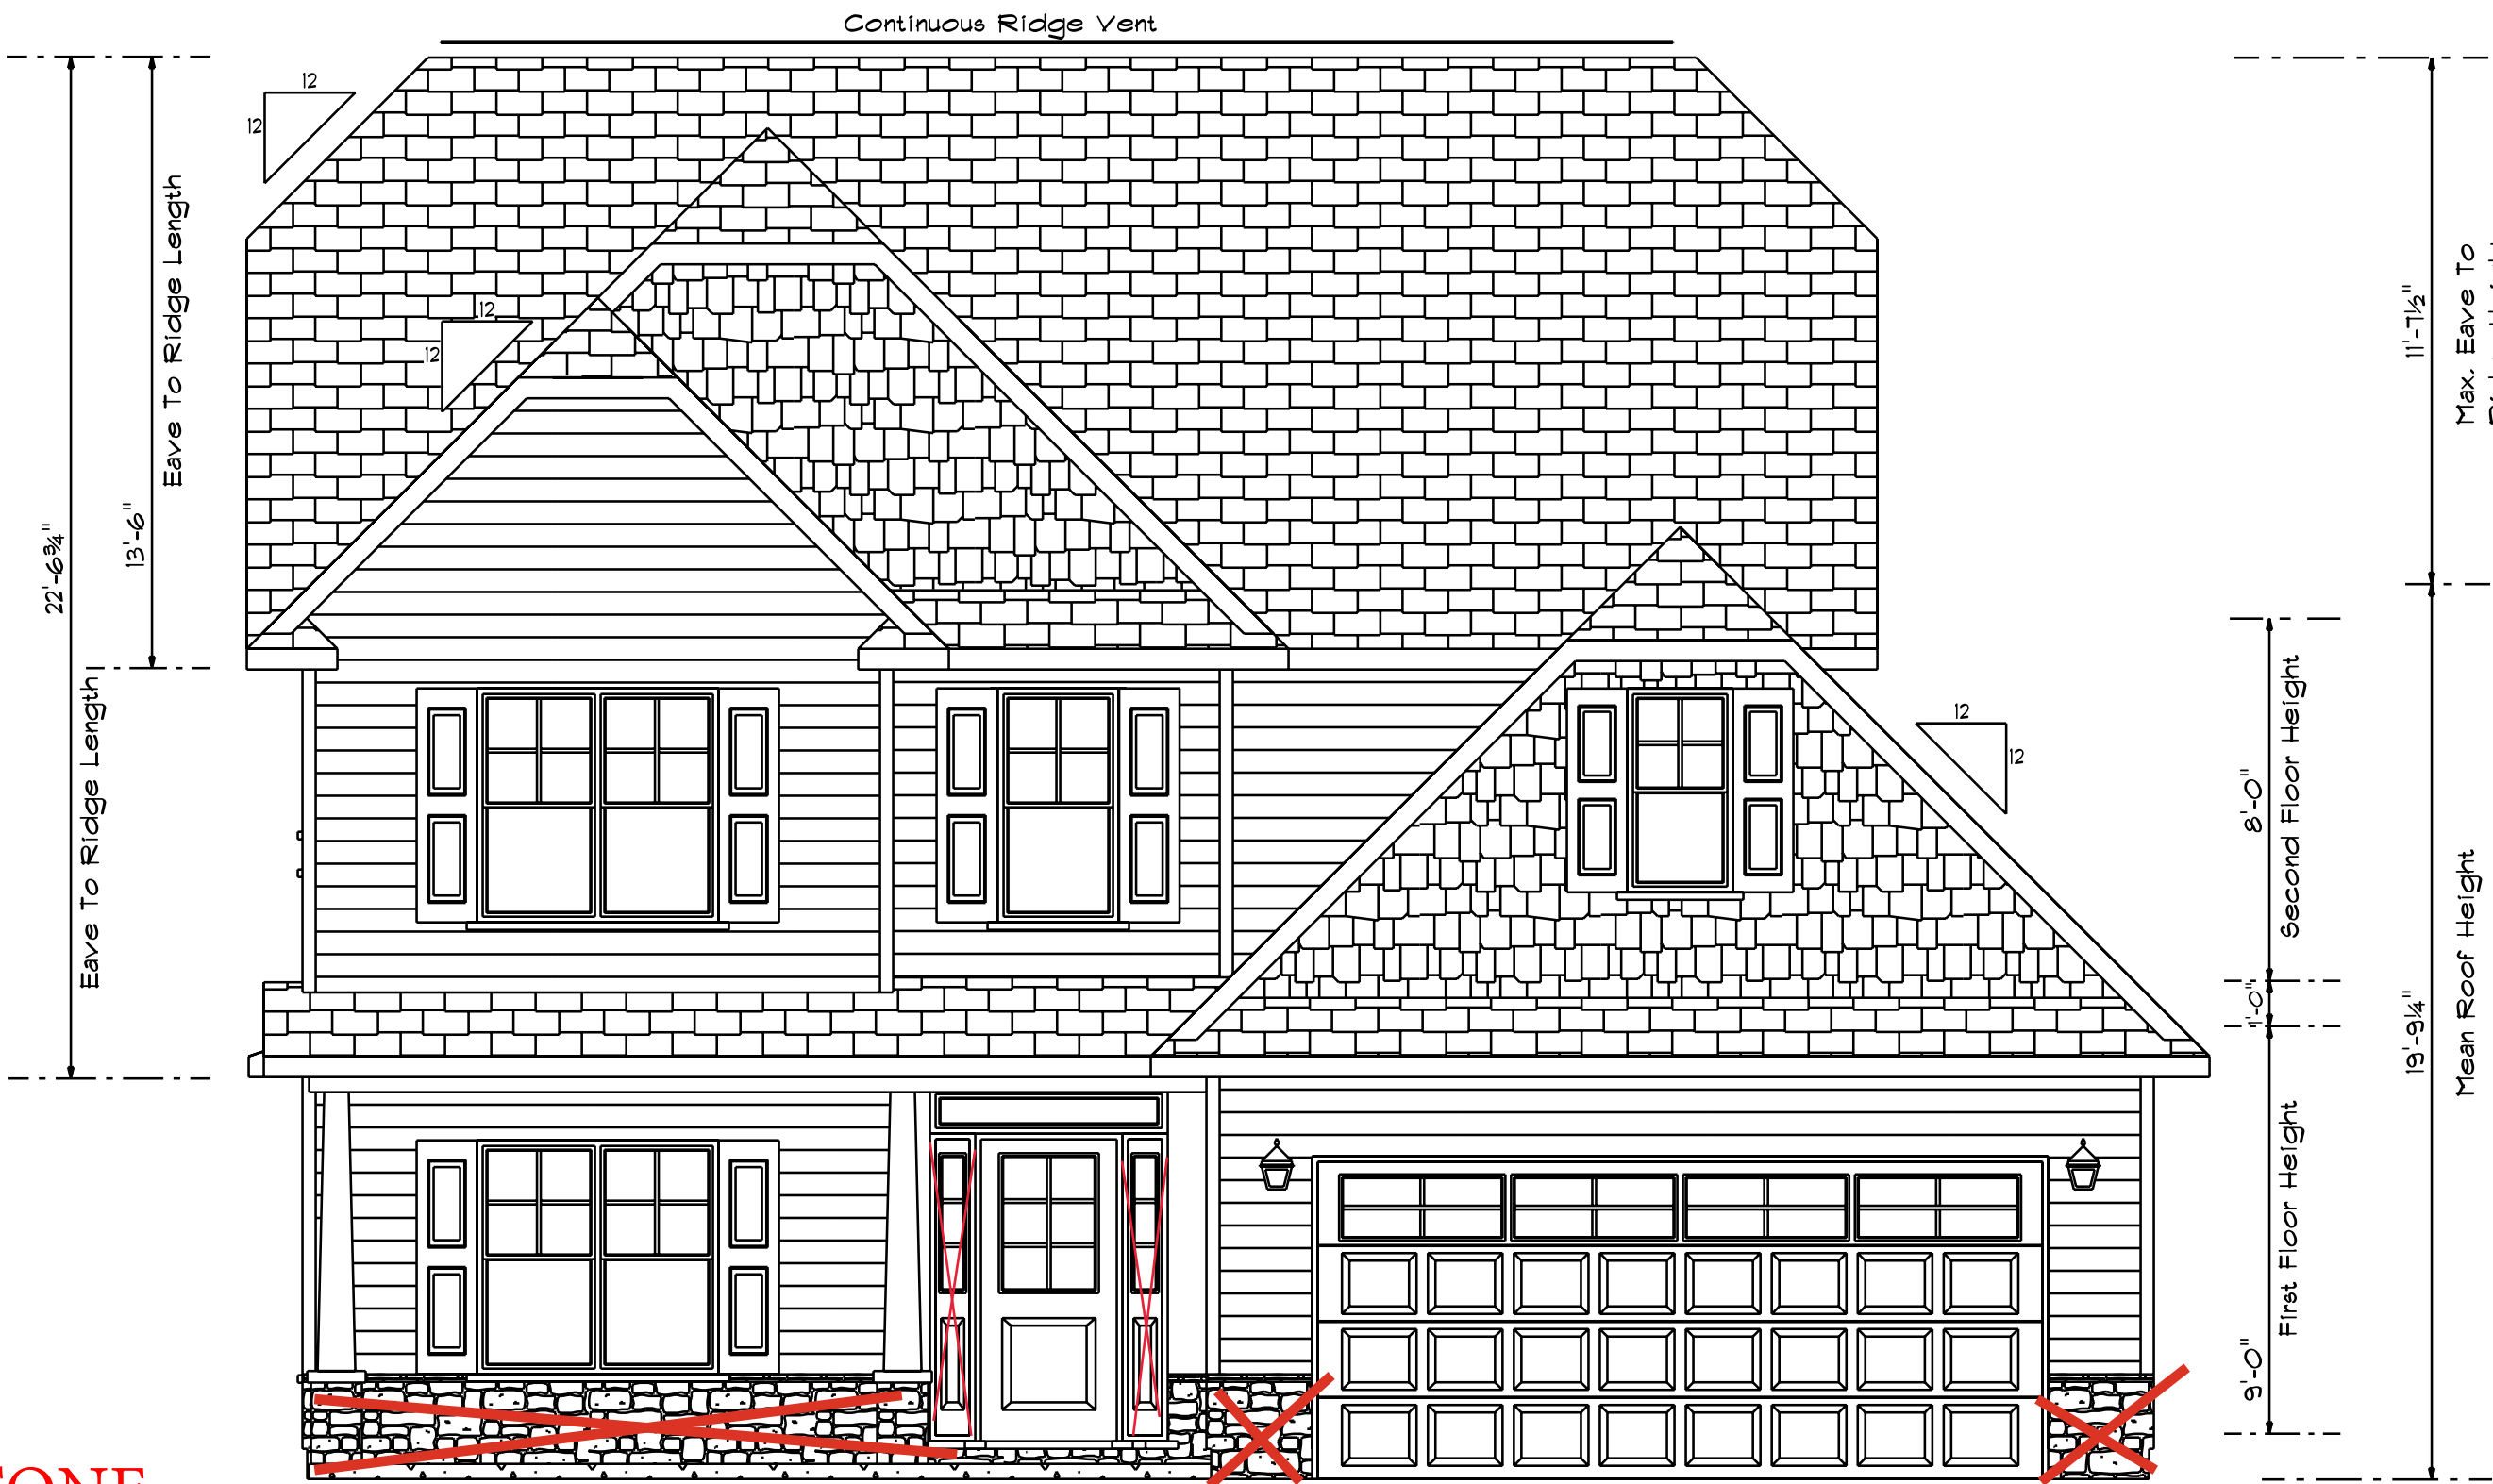 Continuous Ridge Vent
12
12
12
12
22'-6¾"
Eave To Ridge Length
13'-6"
Eave To Ridge Length
12
12
11'-7½"
Max. Eave To
8'-0"
Second Floor Height
1'-0"
9'-0"
First Floor Height
19'-9¼"
Mean Roof Height